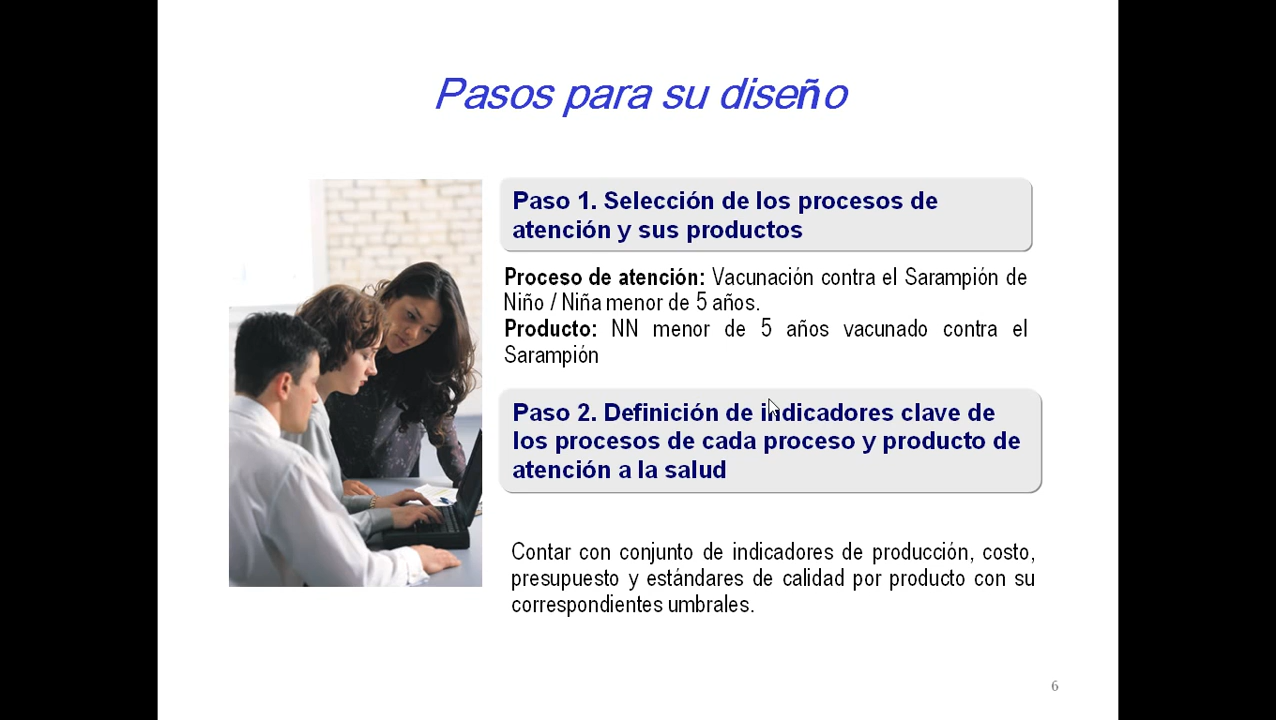 Pasos para su diseño
Paso 1. Selección de los procesos de
atención y sus productos
Proceso de atención: Vacunación contra el Sarampión de
Niño / Niña menor de 5 años.
Producto: NN menor de 5 años vacunado contra el
Sarampión
Paso 2. Definición de indicadores clave de
los procesos de cada proceso y producto de
atención a la salud
Contar con conjunto de indicadores de producción, costo,
presupuesto y estándares de calidad por producto con su
correspondientes umbrales.
6